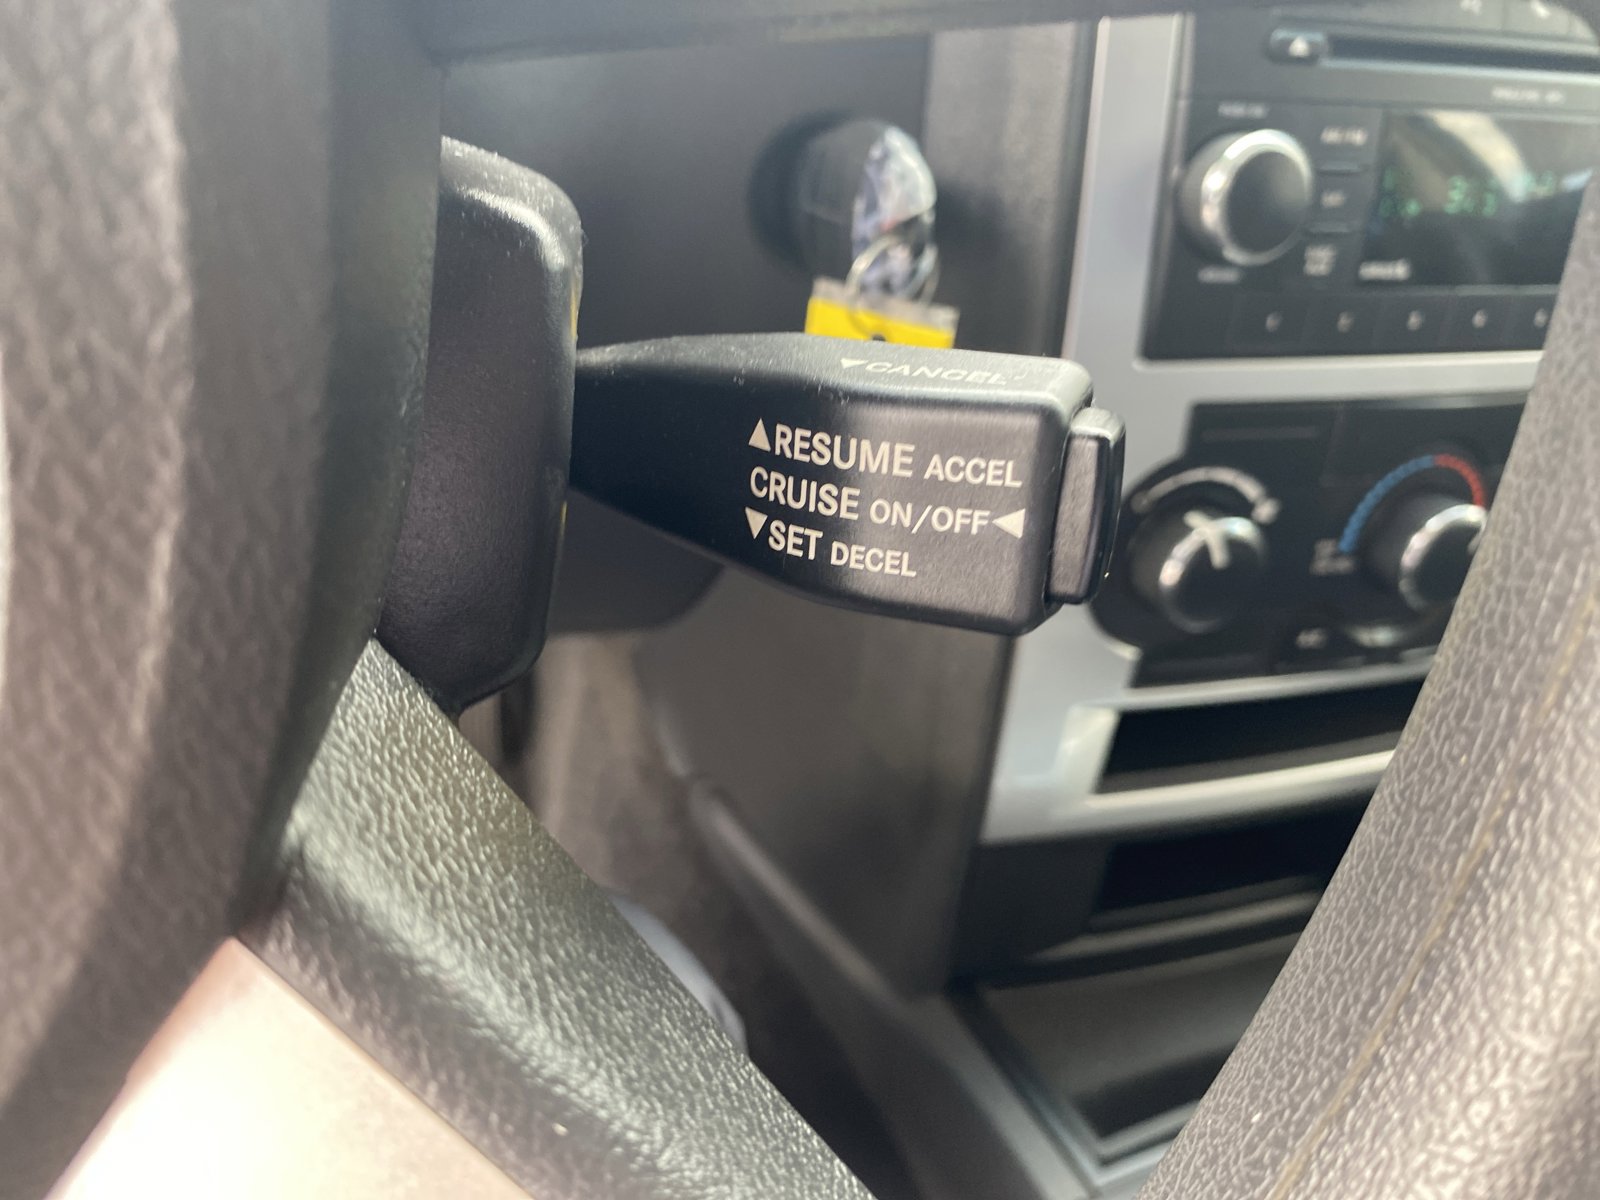 ▼CANCEL
▲RESUME ACCEL
CRUISE ON/OFF◀
▼SET DECEL